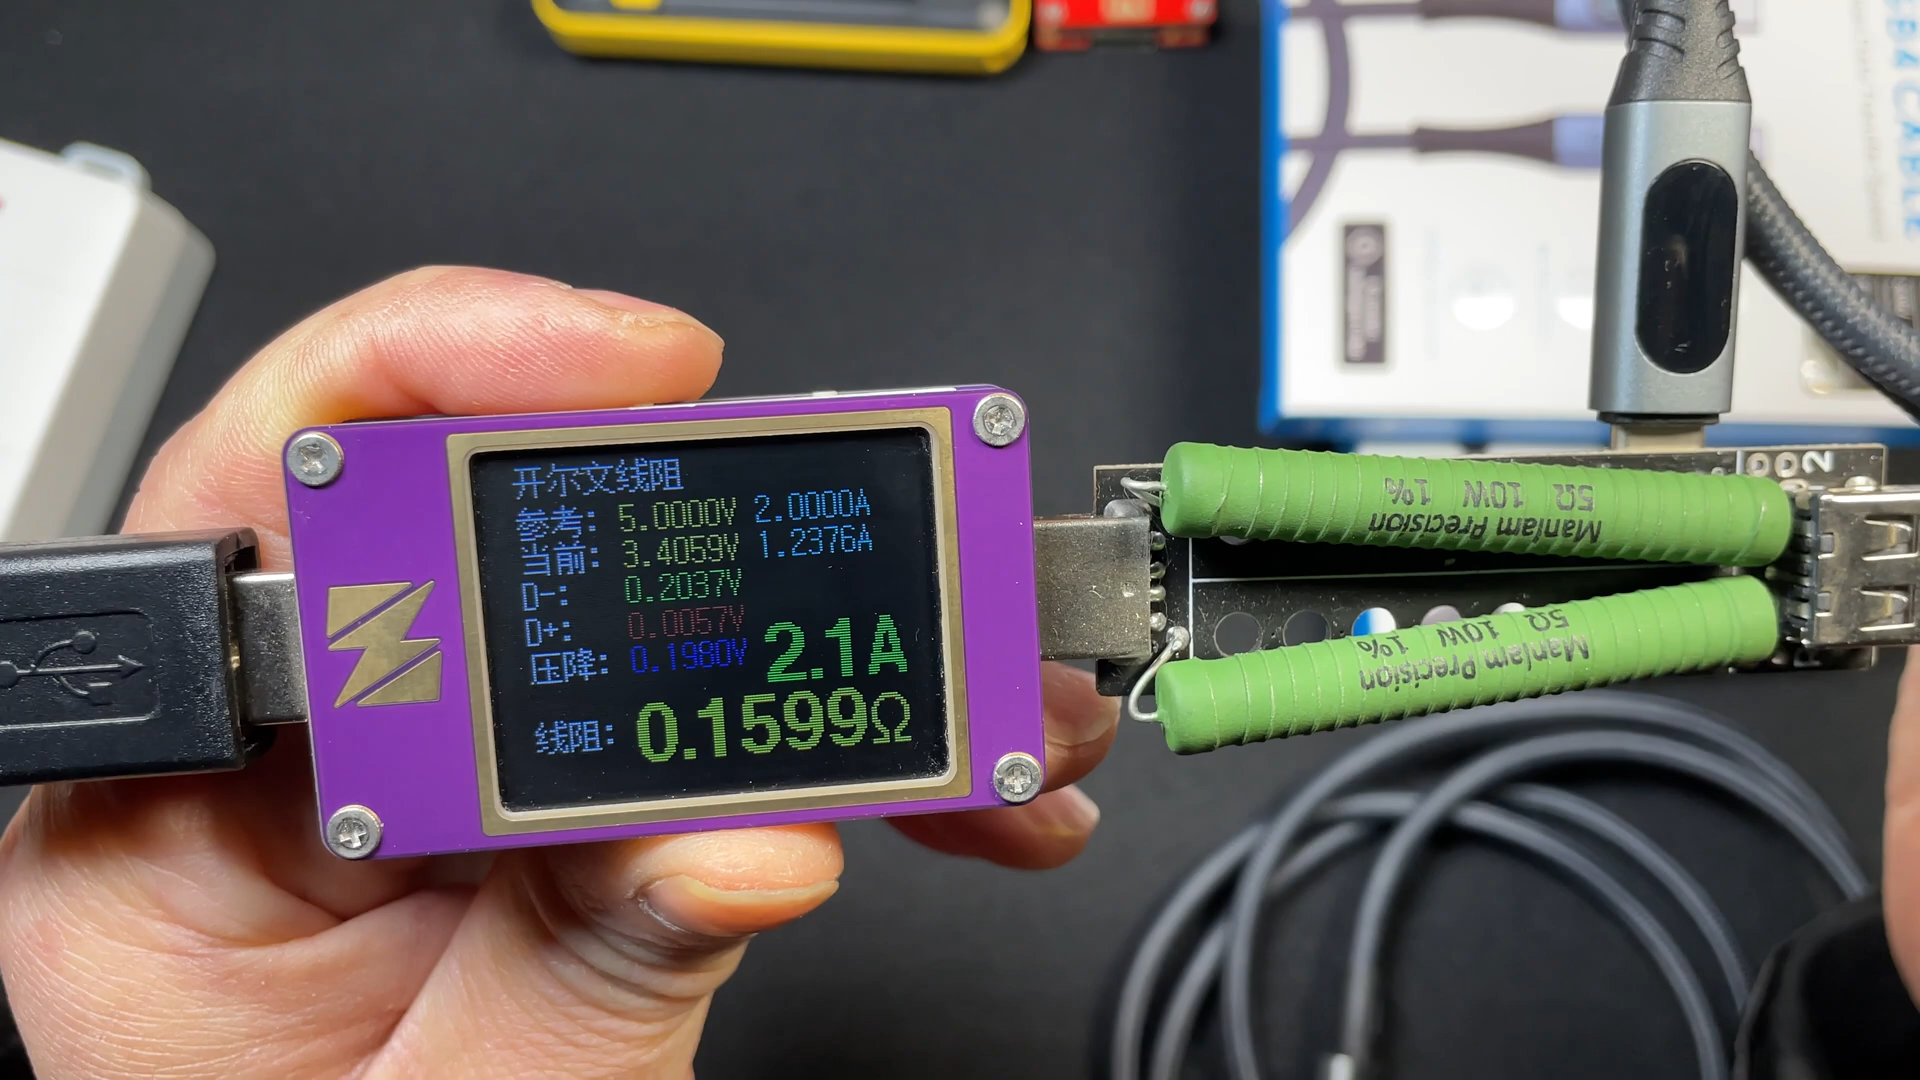 开尔文线阻
参考: 5.0000V 2.0000A
当前: 3.4059V 1.2376A
D-: 0.2037V
D+: 0.0057V
压降: 0.1980V 2.1A
线阻: 0.1599Ω
5Ω 10W 1%
Manlam Precision
5Ω 10W 1%
Manlam Precision
CABLE